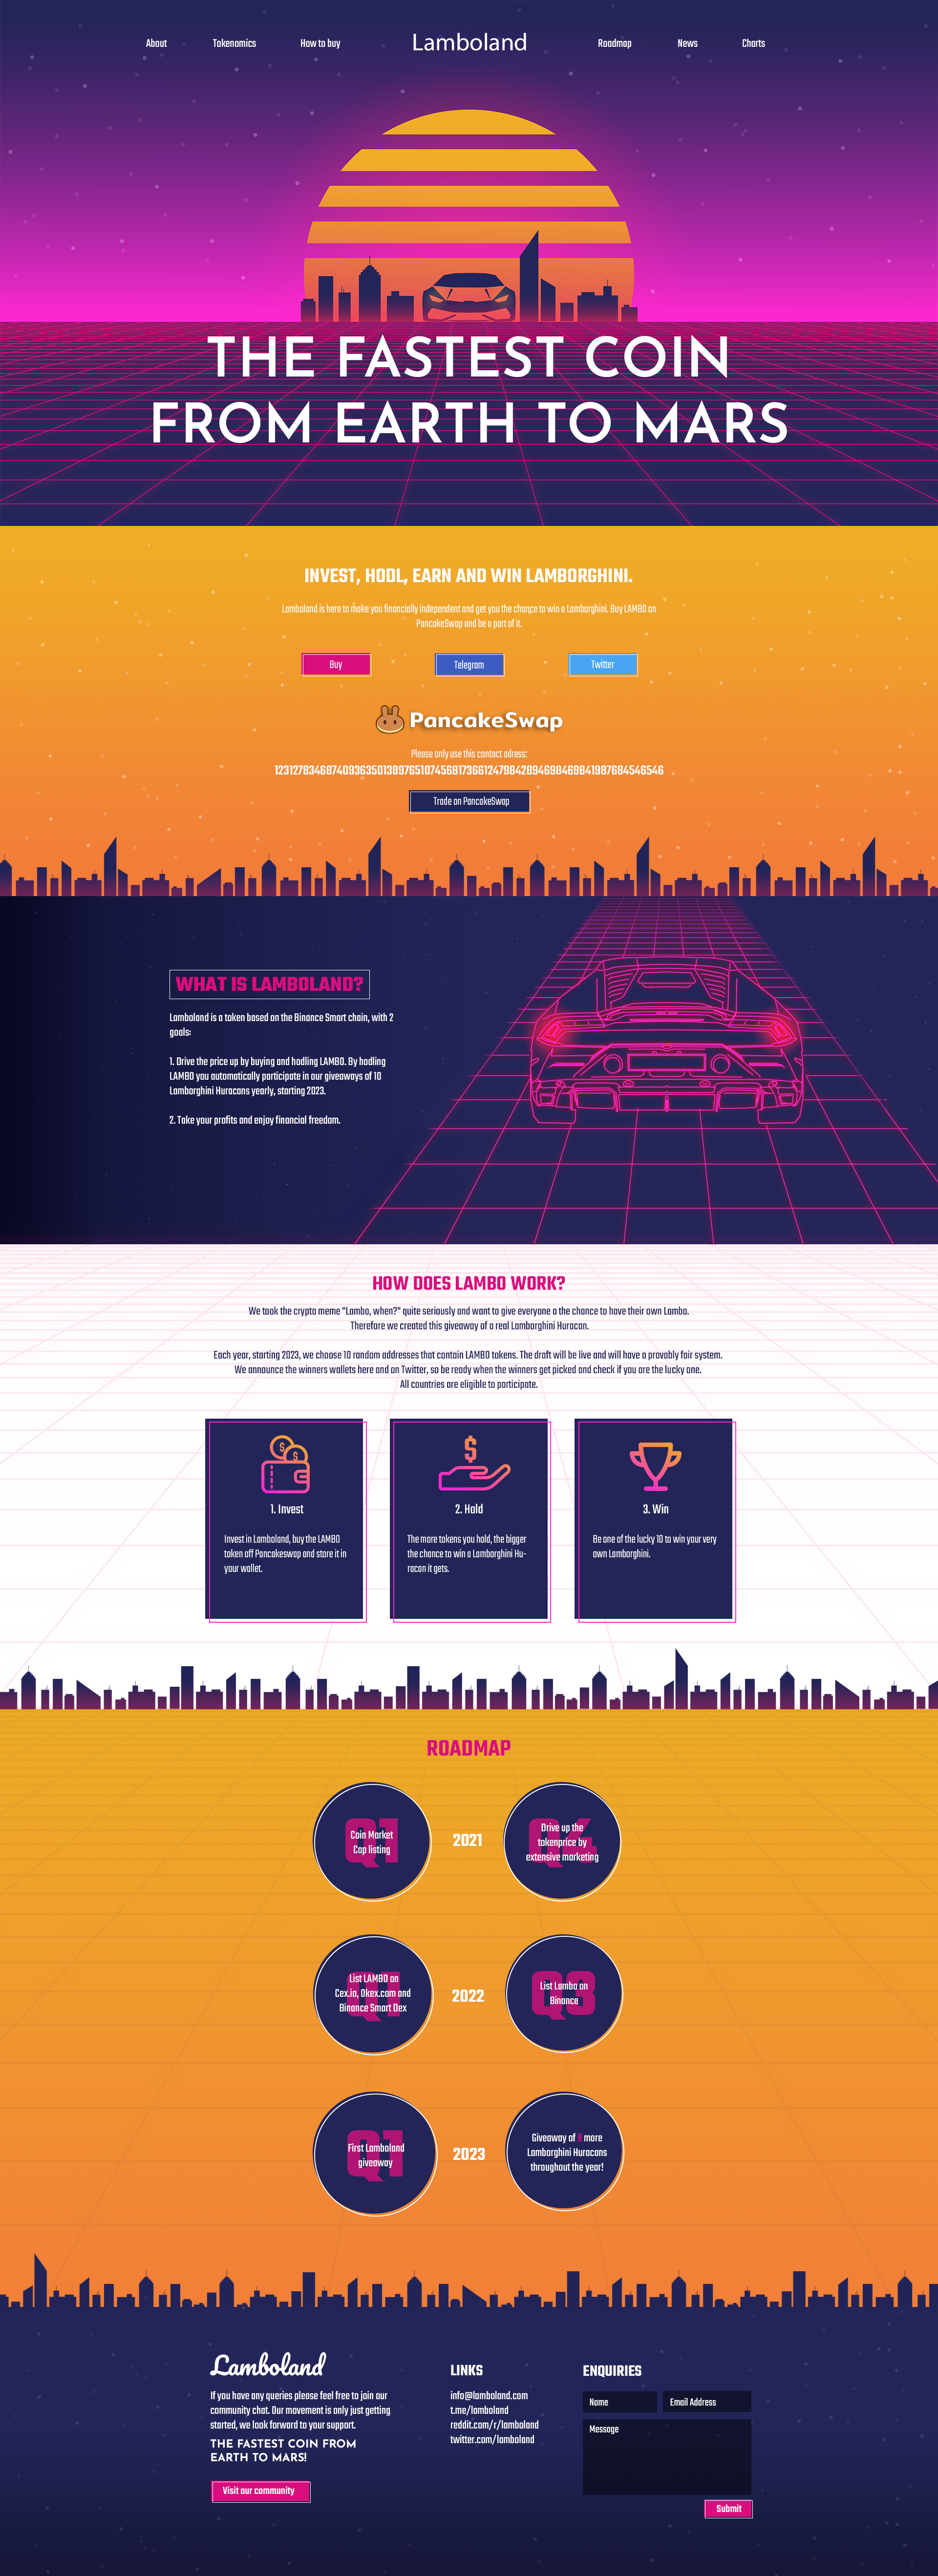 About
Tokenomics
How to buy
Lamboland
Roadmap
News
Charts
THE FASTEST COIN
FROM EARTH TO MARS
INVEST, HODL, EARN AND WIN LAMBORGHINI.
Lamboland is here to make you financially independent and get you the chance to win a Lamborghini. Buy LAMBO on
PancakeSwap and be a part of it.
Buy
Telegram
Twitter
PancakeSwap
Please only use this contact adress:
Trade on PancakeSwap
WHAT IS LAMBOLAND?
Lamboland is a token based on the Binance Smart chain, with 2
goals:
1. Drive the price up by buying and hodling LAMBO. By hodling
LAMBO you automatically participate in our giveaways of 10
Lamborghini Huracans yearly, starting 2023.
2. Take your profits and enjoy financial freedom.
HOW DOES LAMBO WORK?
We took the crypto meme "Lambo, when?" quite seriously and want to give everyone a the chance to have their own Lambo.
Therefore we created this giveaway of a real Lamborghini Huracan.
Each year, starting 2023, we choose 10 random addresses that contain LAMBO tokens. The draft will be live and will have a provably fair system.
We announce the winners wallets here and on Twitter, so be ready when the winners get picked and check if you are the lucky one.
All countries are eligible to participate.
1. Invest
Invest in Lamboland, buy the LAMBO
token off Pancakeswap and store it in
your wallet.
2. Hold
The more tokens you hold, the bigger
the chance to win a Lamborghini Hu-
racan it gets.
3. Win
Be one of the lucky 10 to win your very
own Lamborghini.
ROADMAP
Q1
Coin Market
Cap listing
2021
Q4
Drive up the
tokenprice by
extensive marketing
Q1
List LAMBO on
Cex.io, Okex.com and
Binance Smart Dex
2022
Q3
List Lambo on
Binance
Q1
First Lamboland
giveaway
2023
Giveaway of more
Lamborghini Huracans
throughout the year!
Lamboland
If you have any queries please feel free to join our
community chat. Our movement is only just getting
started, we look forward to your support.
THE FASTEST COIN FROM
EARTH TO MARS!
Visit our community
LINKS
info@lamboland.com
t.me/lamboland
reddit.com/r/lamboland
twitter.com/lamboland
ENQUIRIES
Name
Email Address
Message
Submit